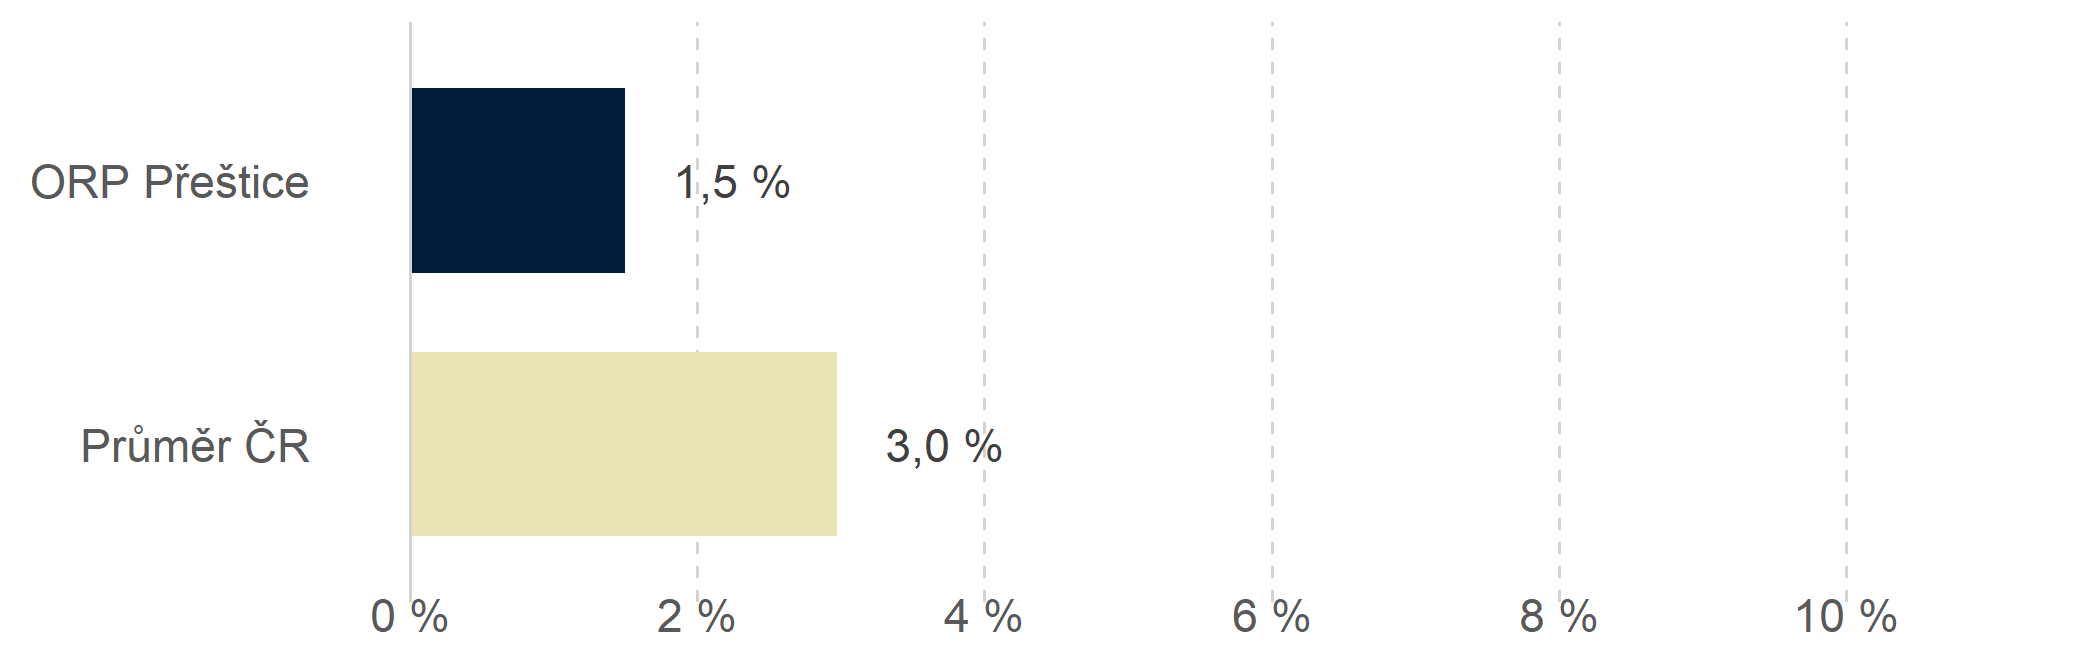 ORP Přeštice
1,5 %
Průměr ČR
3,0 %
0 % 2 % 4 % 6 % 8 % 10 %